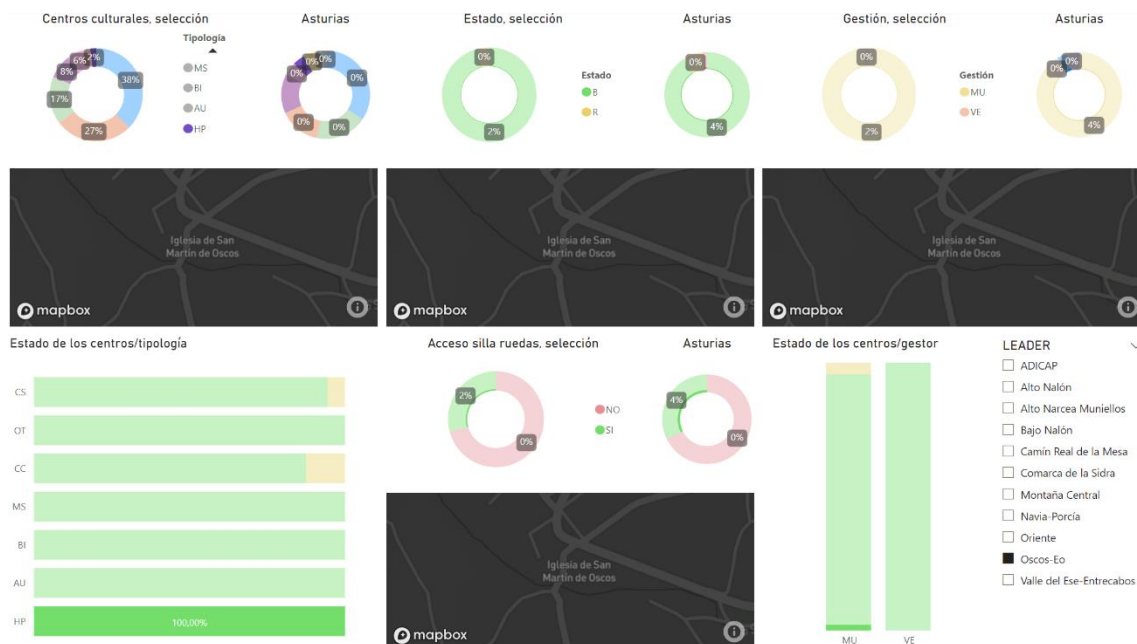 Centros culturales, selección
Asturias
Estado, selección
Asturias
Gestión, selección
Asturias
Tipología
MS
BI
AU
HP
2%
6%
8%
17%
27%
38%
0%
0%
0%
0%
0%
0%
0%
2%
Estado
B
R
0%
4%
0%
2%
Gestión
MU
VE
0%
0%
4%
Iglesia de San
Martín de Oscos
mapbox
Iglesia de San
Martín de Oscos
mapbox
Iglesia de San
Martín de Oscos
mapbox
Estado de los centros/tipología
CS
OT
CC
MS
BI
AU
HP
100,00%
Acceso silla ruedas, selección
Asturias
2%
0%
NO
SI
4%
0%
Iglesia de San
Martín de Oscos
mapbox
Estado de los centros/gestor
MU
VE
LEADER
ADICAP
Alto Nalón
Alto Narcea Muniellos
Bajo Nalón
Camín Real de la Mesa
Comarca de la Sidra
Montaña Central
Navia-Porcía
Oriente
Oscos-Eo
Valle del Ese-Entrecabos